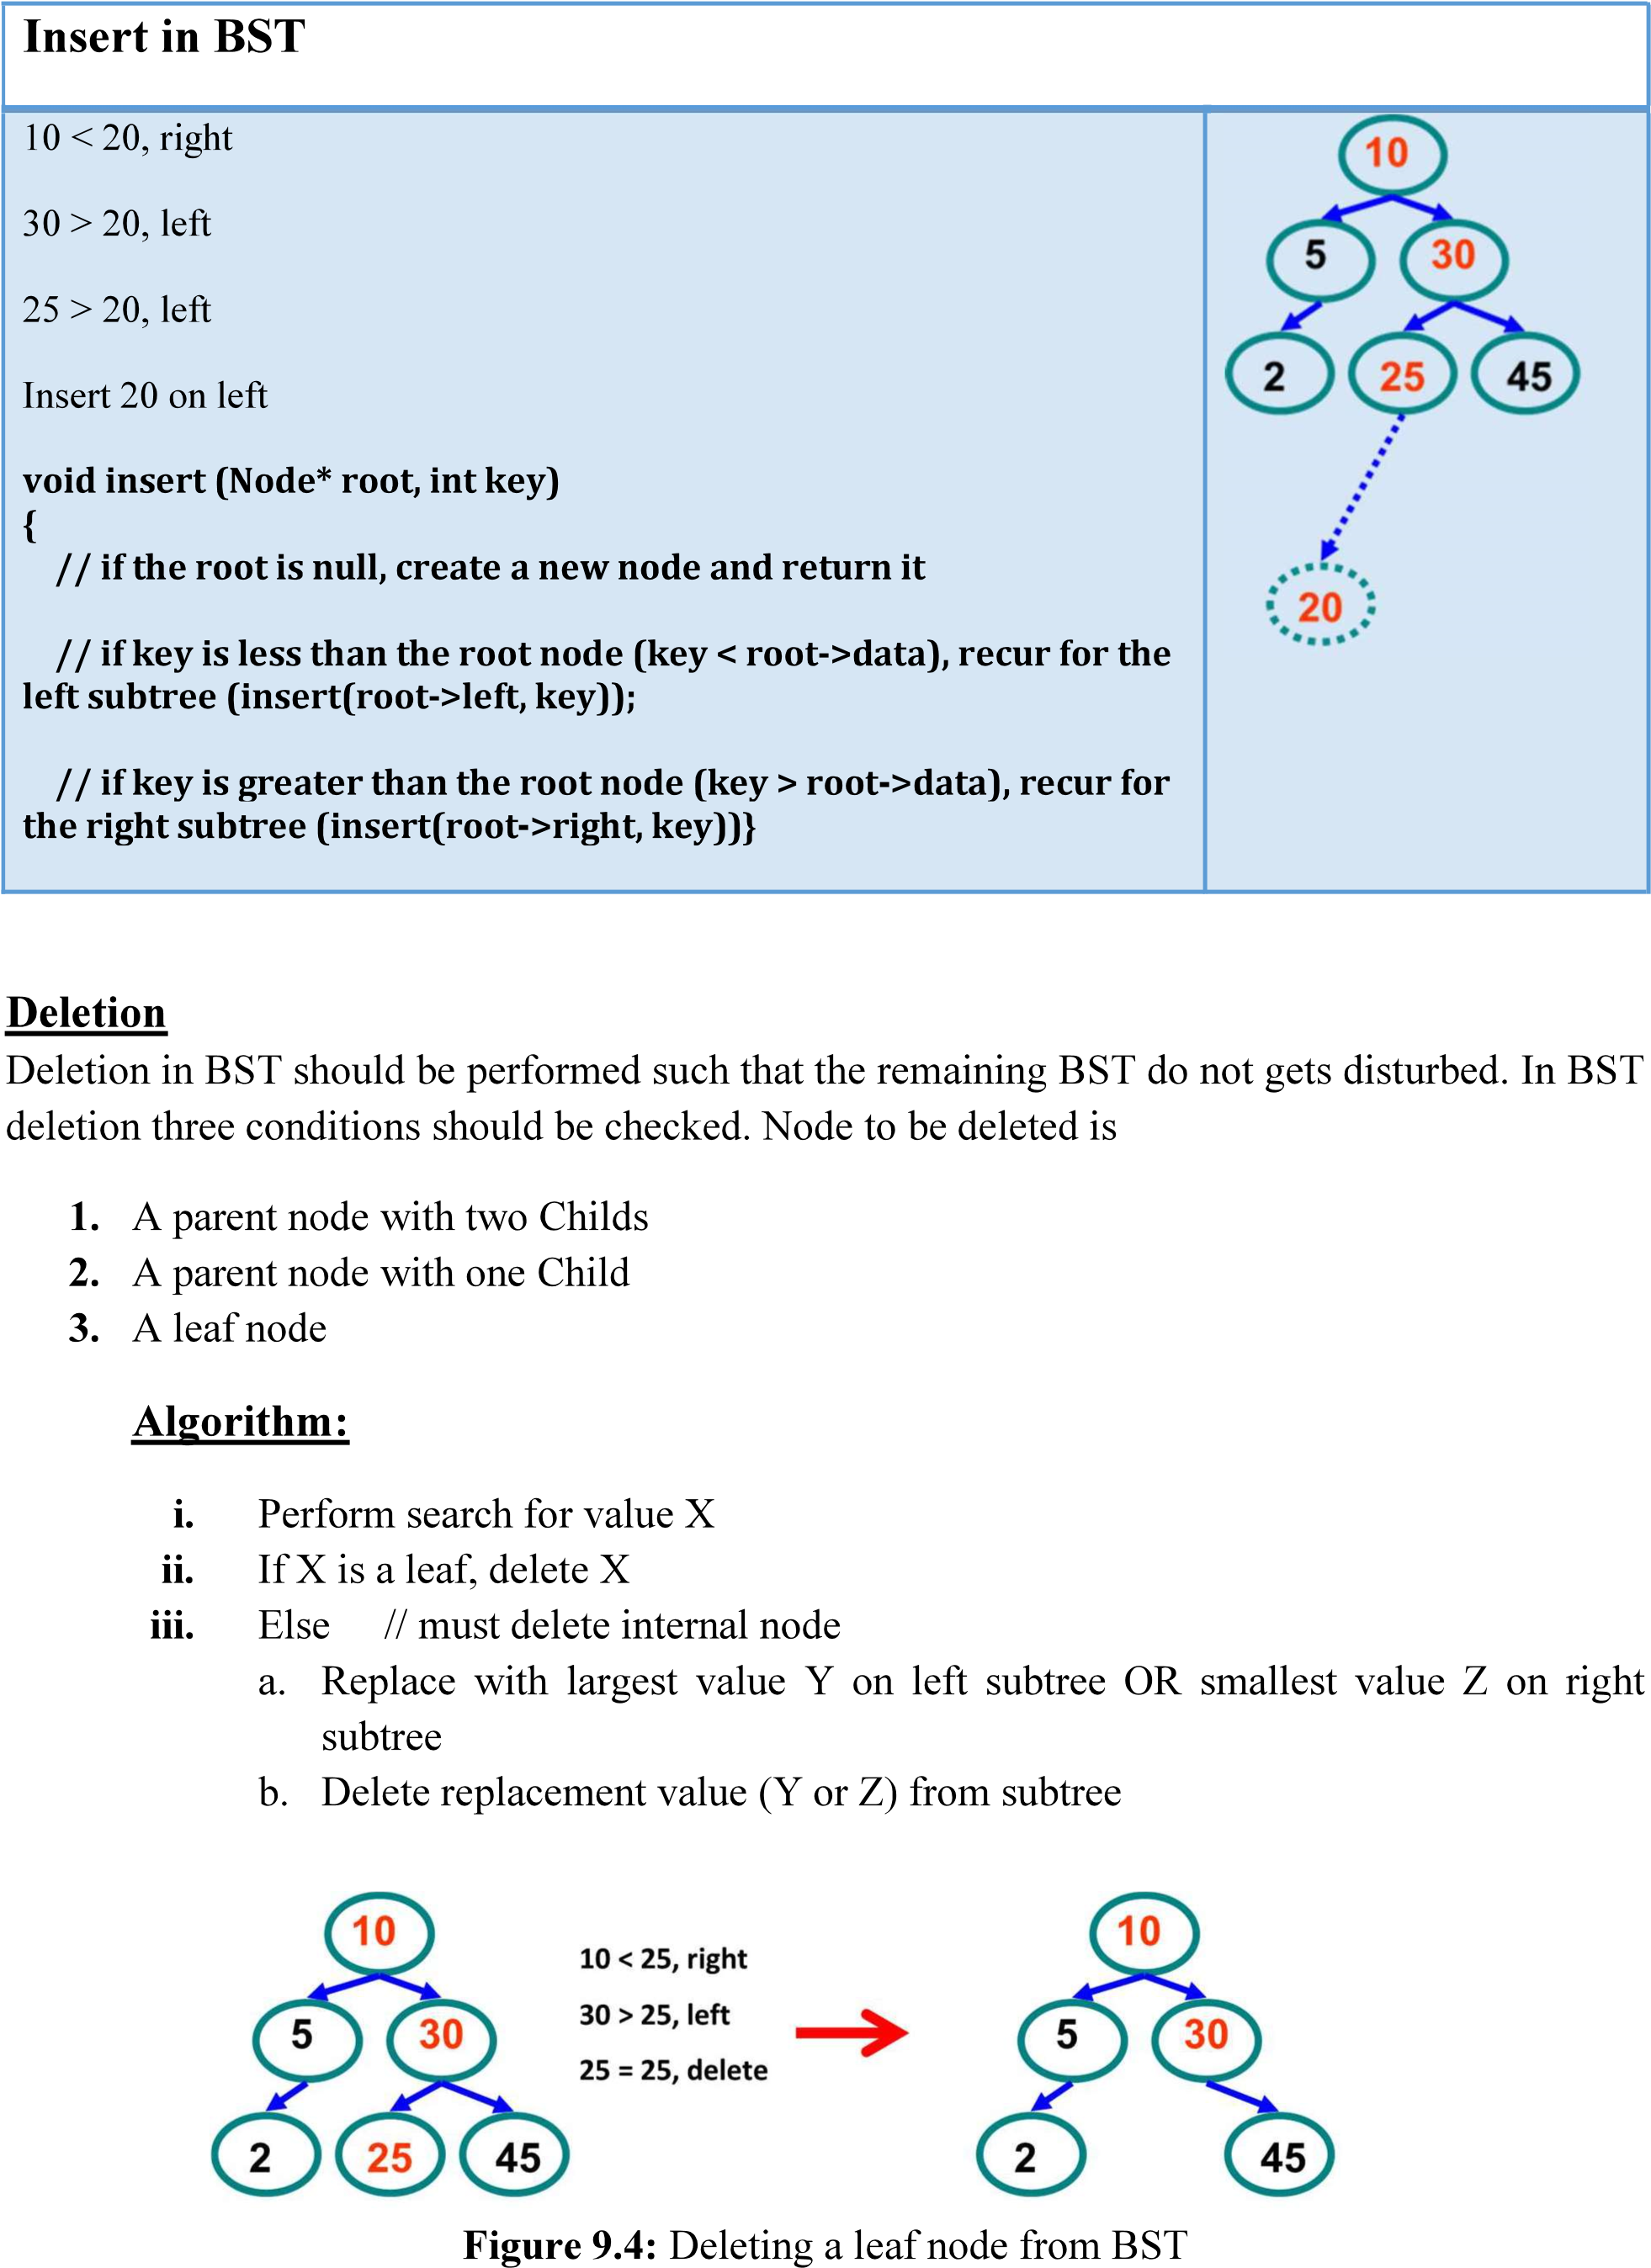 Insert in BST
10 < 20, right
30 > 20, left
25 > 20, left
Insert 20 on left
void insert (Node* root, int key)
{
// if the root is null, create a new node and return it
// if key is less than the root node (key < root->data), recur for the
left subtree (insert(root->left, key));
// if key is greater than the root node (key > root->data), recur for
the right subtree (insert(root->right, key))}
10
5 30
2 25 45
20
Deletion
Deletion in BST should be performed such that the remaining BST do not gets disturbed. In BST
deletion three conditions should be checked. Node to be deleted is
1. A parent node with two Childs
2. A parent node with one Child
3. A leaf node
Algorithm:
i. Perform search for value X
ii. If X is a leaf, delete X
iii. Else // must delete internal node
a. Replace with largest value Y on left subtree OR smallest value Z on right
subtree
b. Delete replacement value (Y or Z) from subtree
10
5 30
2 25 45
10 < 25, right
30 > 25, left
25 = 25, delete
10
5 30
2 45
Figure 9.4: Deleting a leaf node from BST